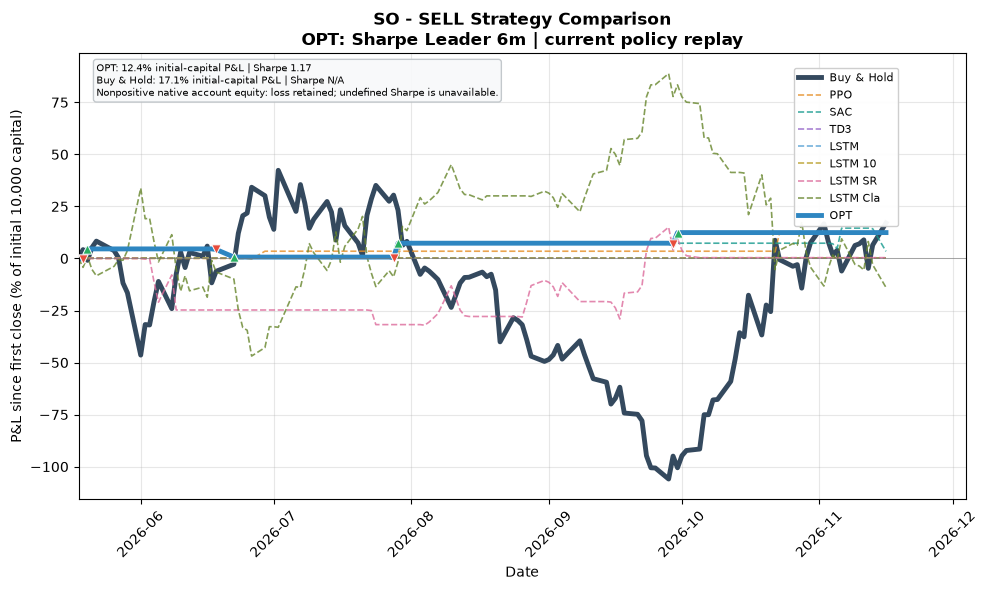 SO - SELL Strategy Comparison
OPT: Sharpe Leader 6m | current policy replay
OPT: 12.4% initial-capital P&L | Sharpe 1.17
Buy & Hold: 17.1% initial-capital P&L | Sharpe N/A
Nonpositive native account equity: loss retained; undefined Sharpe is unavailable.
Buy & Hold
PPO
SAC
TD3
LSTM
LSTM 10
LSTM SR
LSTM Cla
OPT
P&L since first close (% of initial 10,000 capital)
75
50
25
0
−25
−50
−75
−100
2026-06
2026-07
2026-08
2026-09
2026-10
2026-11
2026-12
Date